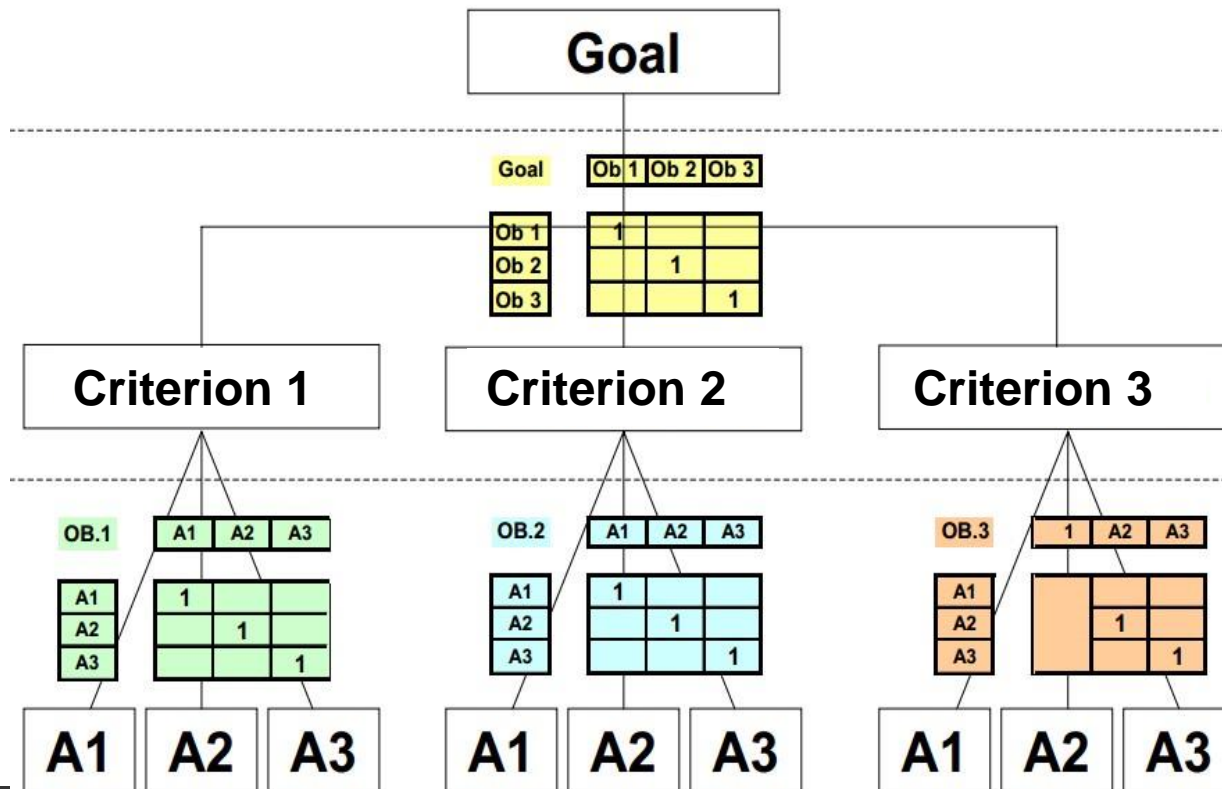 Goal
Goal Ob 1 Ob 2 Ob 3
Ob 1 1
Ob 2 1
Ob 3 1
Criterion 1 Criterion 2 Criterion 3
OB.1 A1 A2 A3 OB.2 A1 A2 A3 OB.3 1 A2 A3
A1 1 A1 1 A1
A2 1 A2 1 A2 1
A3 1 A3 1 A3 1
A1 A2 A3 A1 A2 A3 A1 A2 A3